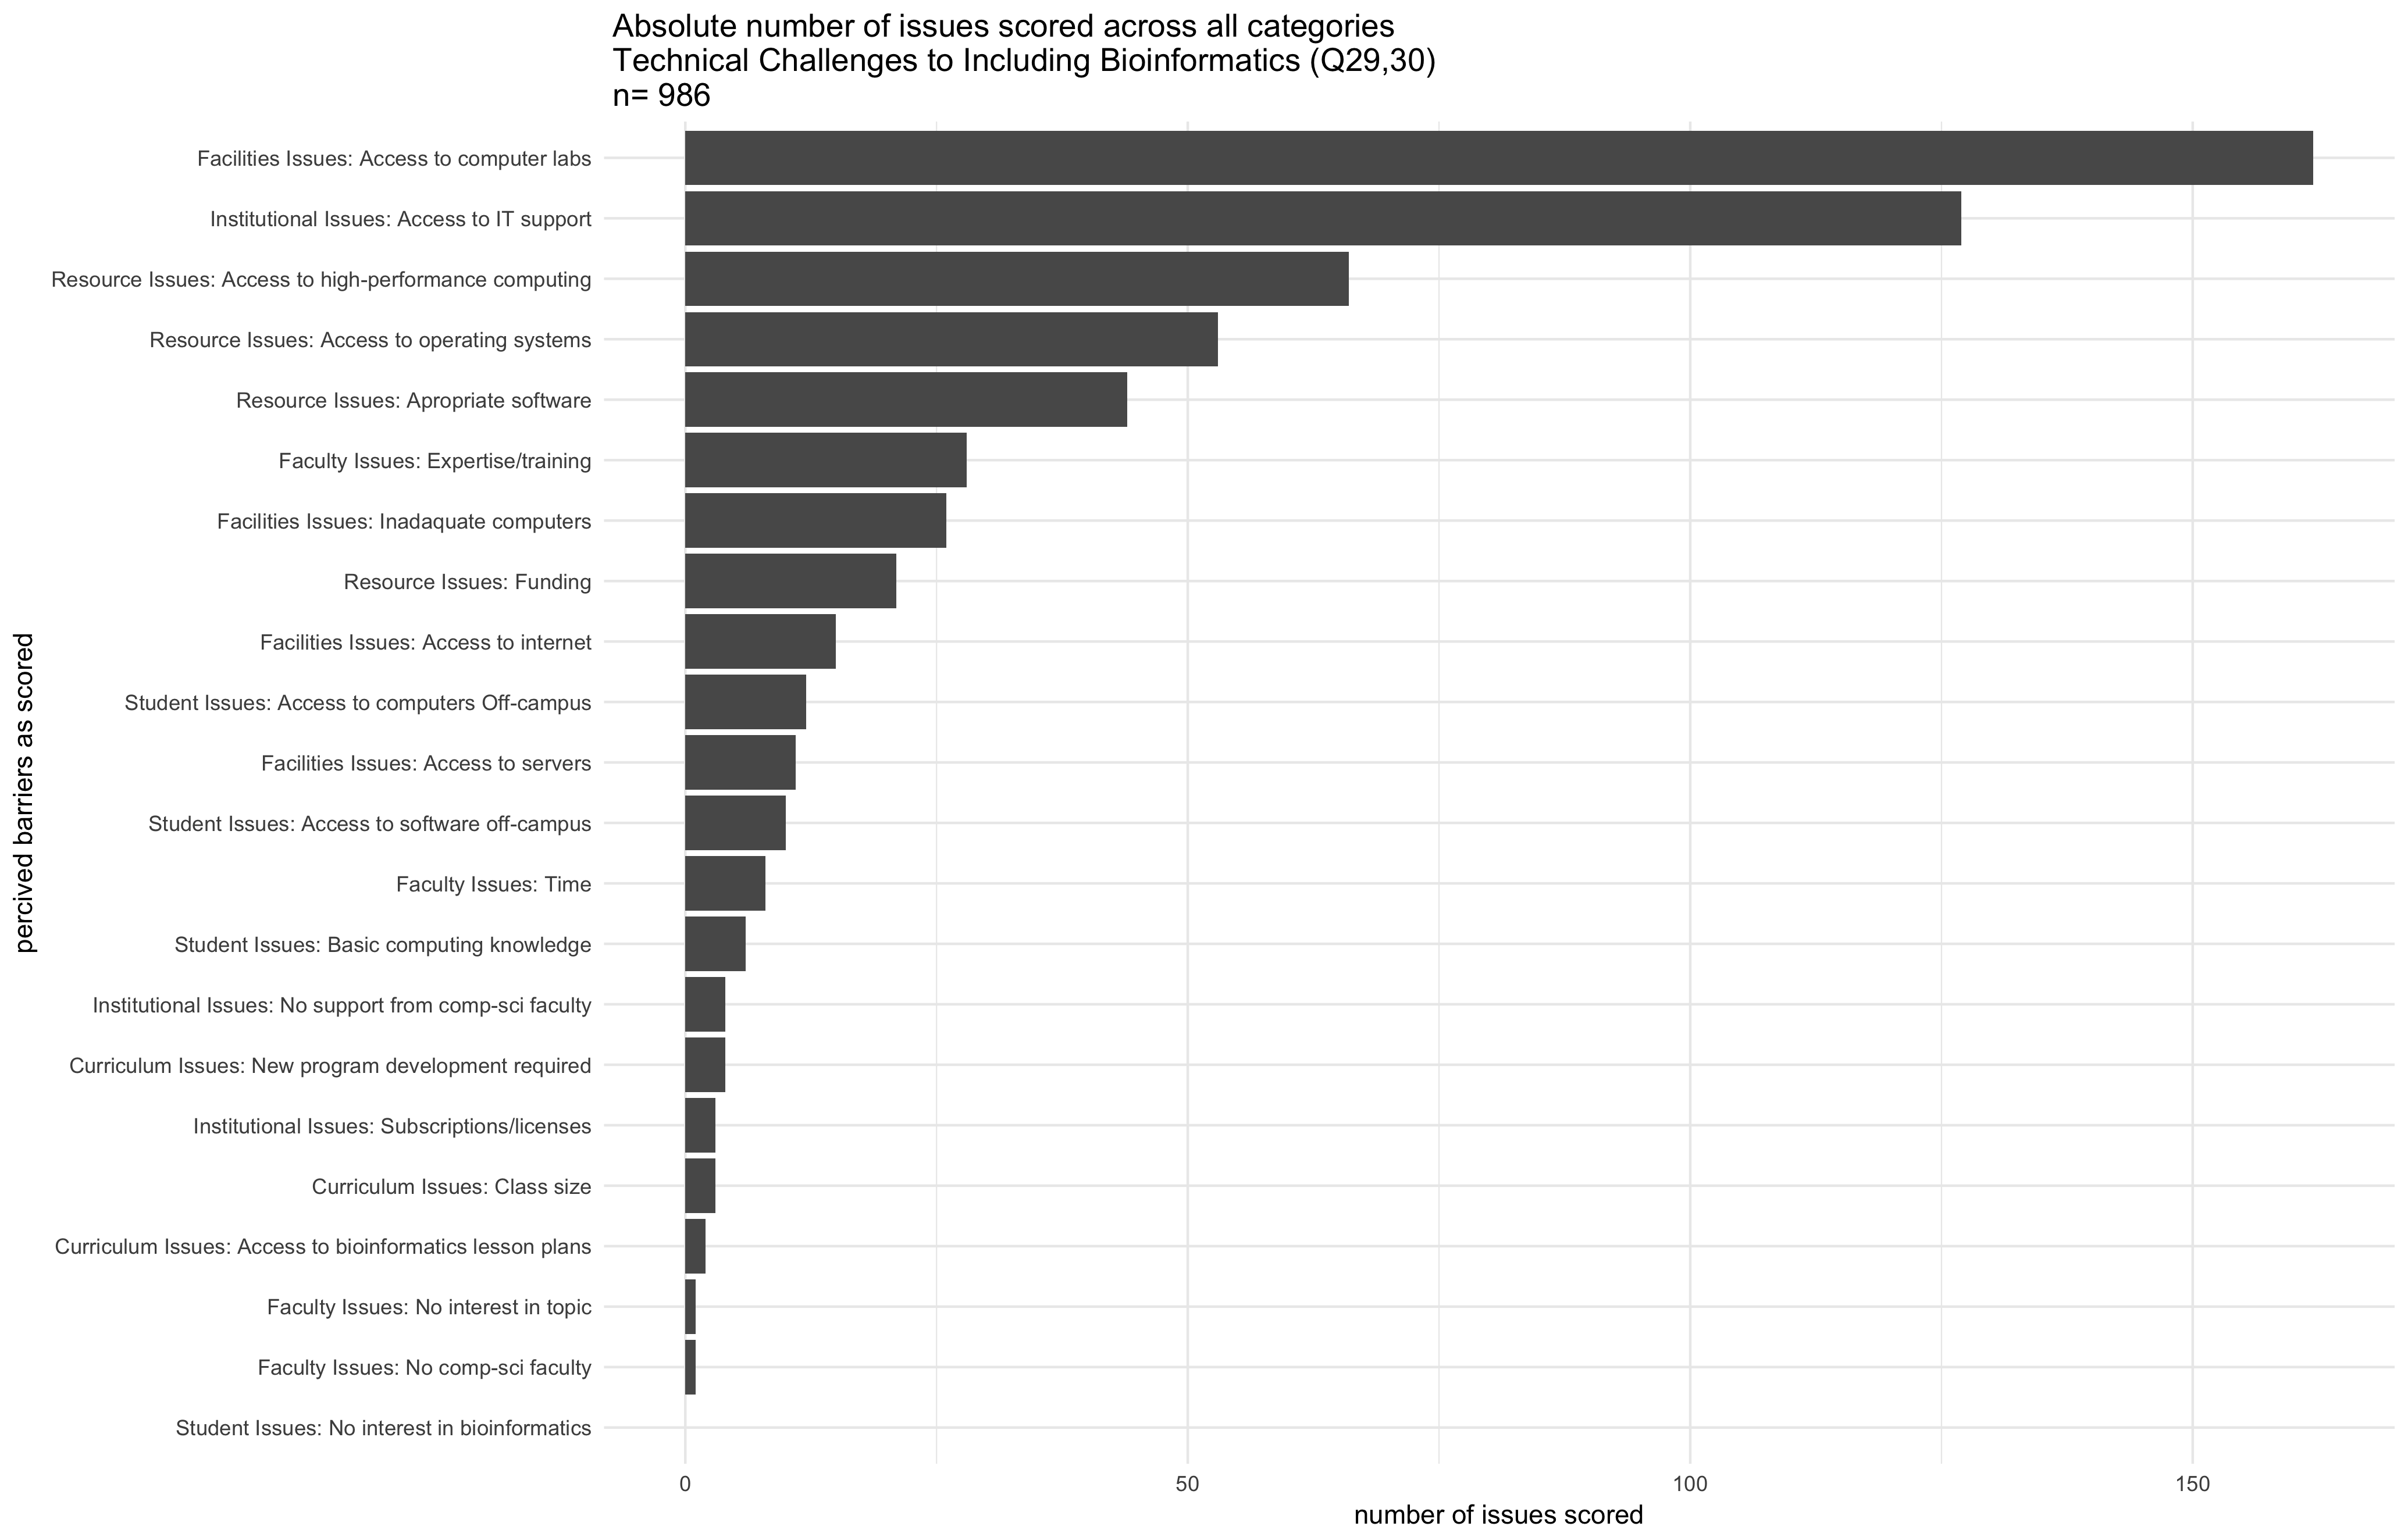 Absolute number of issues scored across all categories
Technical Challenges to Including Bioinformatics (Q29,30)
n= 986
Facilities Issues: Access to computer labs
Institutional Issues: Access to IT support
Resource Issues: Access to high-performance computing
Resource Issues: Access to operating systems
Resource Issues: Apropriate software
Faculty Issues: Expertise/training
Facilities Issues: Inadaquate computers
Resource Issues: Funding
Facilities Issues: Access to internet
Student Issues: Access to computers Off-campus
Facilities Issues: Access to servers
Student Issues: Access to software off-campus
Faculty Issues: Time
Student Issues: Basic computing knowledge
Institutional Issues: No support from comp-sci faculty
Curriculum Issues: New program development required
Institutional Issues: Subscriptions/licenses
Curriculum Issues: Class size
Curriculum Issues: Access to bioinformatics lesson plans
Faculty Issues: No interest in topic
Faculty Issues: No comp-sci faculty
Student Issues: No interest in bioinformatics
percived barriers as scored
0 50 100 150
number of issues scored